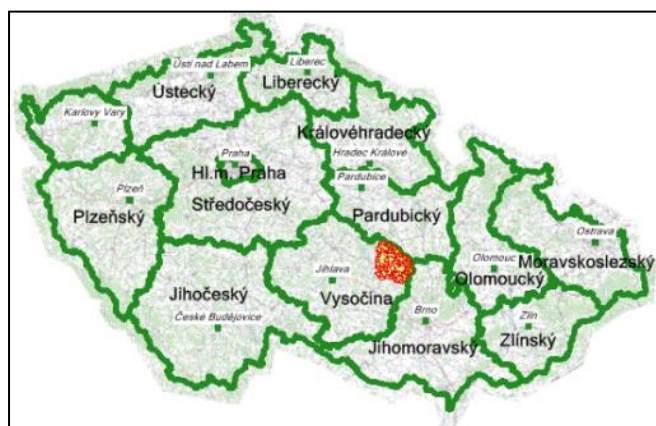 Ústí nad Labem
Ústecký
Liberec
Liberecký
Karlovy Vary
Královéhradecký
Hradec Králové
Praha
Hl.m. Praha
Středočeský
Plzeň
Plzeňský
Pardubice
Pardubický
Ostrava
Moravskoslezský
Olomouc
Olomoucký
Jihlava
Vysočina
Jihočeský
České Budějovice
Brno
Jihomoravský
Zlín
Zlínský